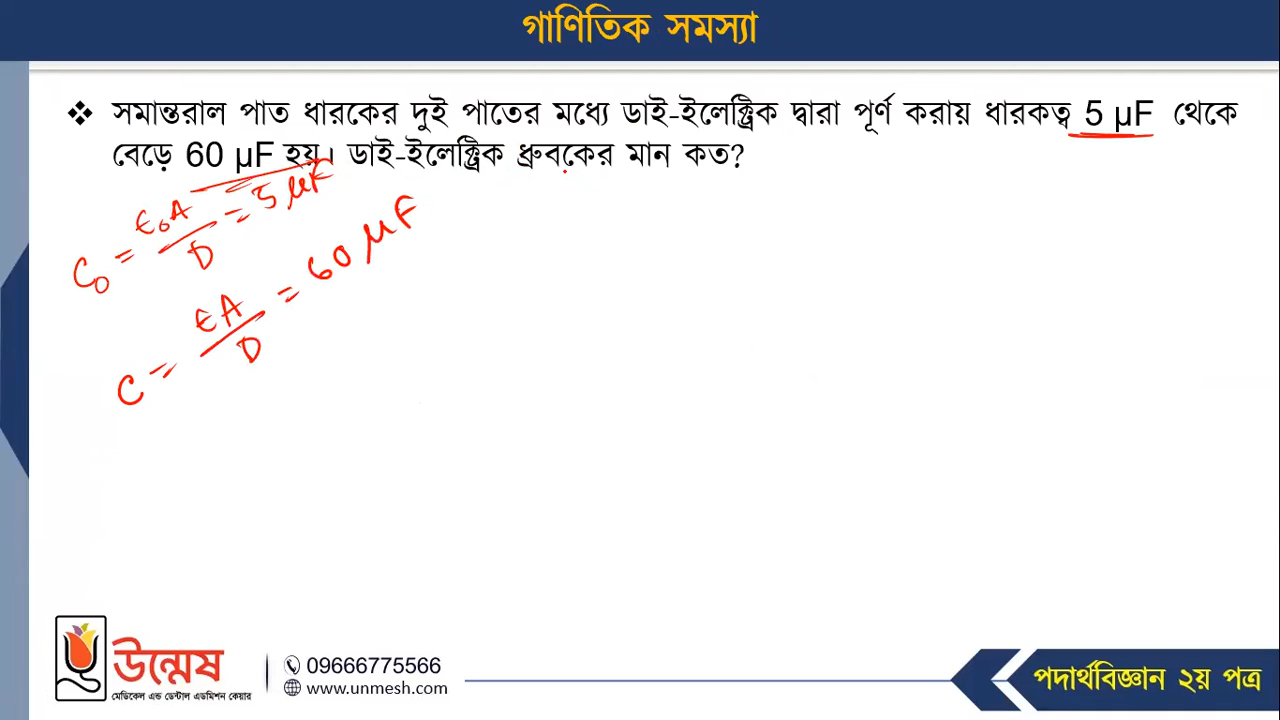 গাণিতিক সমস্যা
❖ সমান্তরাল পাত ধারকের দুই পাতের মধ্যে ডাই-ইলেক্ট্রিক দ্বারা পূর্ণ করায় ধারকত্ব 5 μF থেকে
বেড়ে 60 μF হয়। ডাই-ইলেক্ট্রিক ধ্রুবকের মান কত?
C₀ = ϵ₀A/D = 5 μF
C = ϵA/D = 60 μF
উন্মেষ
মেডিকেল এন্ড ডেন্টাল এডমিশন কেয়ার
09666775566
www.unmesh.com
পদার্থবিজ্ঞান ২য় পত্র